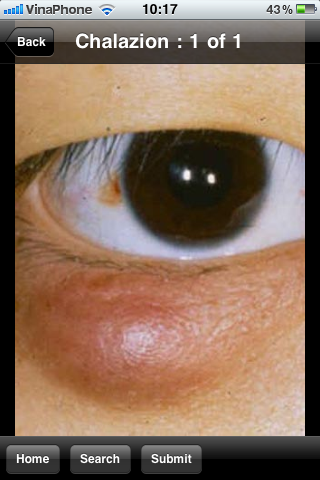 VinaPhone 10:17 43%
Back Chalazion : 1 of 1
Home Search Submit